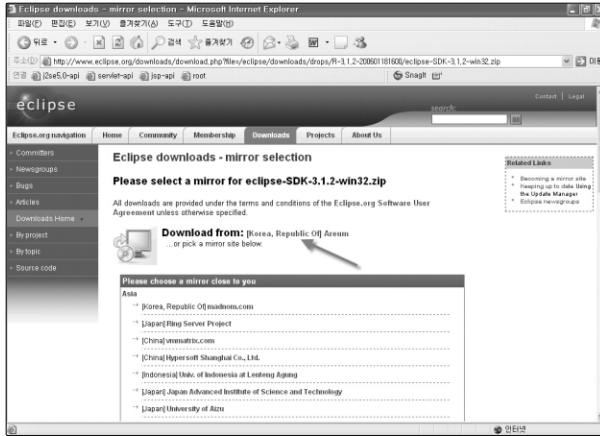 Eclipse downloads - mirror selection - Microsoft Internet Explorer
파일(F) 편집(E) 보기(V) 즐겨찾기(A) 도구(T) 도움말(H)
뒤로 검색 즐겨찾기
주소(D) http://www.eclipse.org/downloads/download.php?file=/eclipse/downloads/drops/R-3.1.2-200601181600/eclipse-SDK-3.1.2-win32.zip
연결 j2se5.0-api servlet-api jsp-api root SnagIt
eclipse
Contact | Legal
search:
Eclipse.org navigation Home Community Membership Downloads Projects About Us
Committers
Newsgroups
Bugs
Articles
Downloads Home
By project
By topic
Source code
Eclipse downloads - mirror selection
Please select a mirror for eclipse-SDK-3.1.2-win32.zip
All downloads are provided under the terms and conditions of the Eclipse.org Software User
Agreement unless otherwise specified.
Download from: [Korea, Republic Of] Areum
...or pick a mirror site below.
Please choose a mirror close to you
Asia
[Korea, Republic Of] madnom.com
[Japan] Ring Server Project
[China] vmmatrix.com
[China] Hypersoft Shanghai Co., Ltd.
[Indonesia] Univ. of Indonesia at Lenteng Agung
[Japan] Japan Advanced Institute of Science and Technology
[Japan] University of Aizu
Related Links
Becoming a mirror site
Keeping up to date Using
the Update Manager
Eclipse newsgroups
인터넷